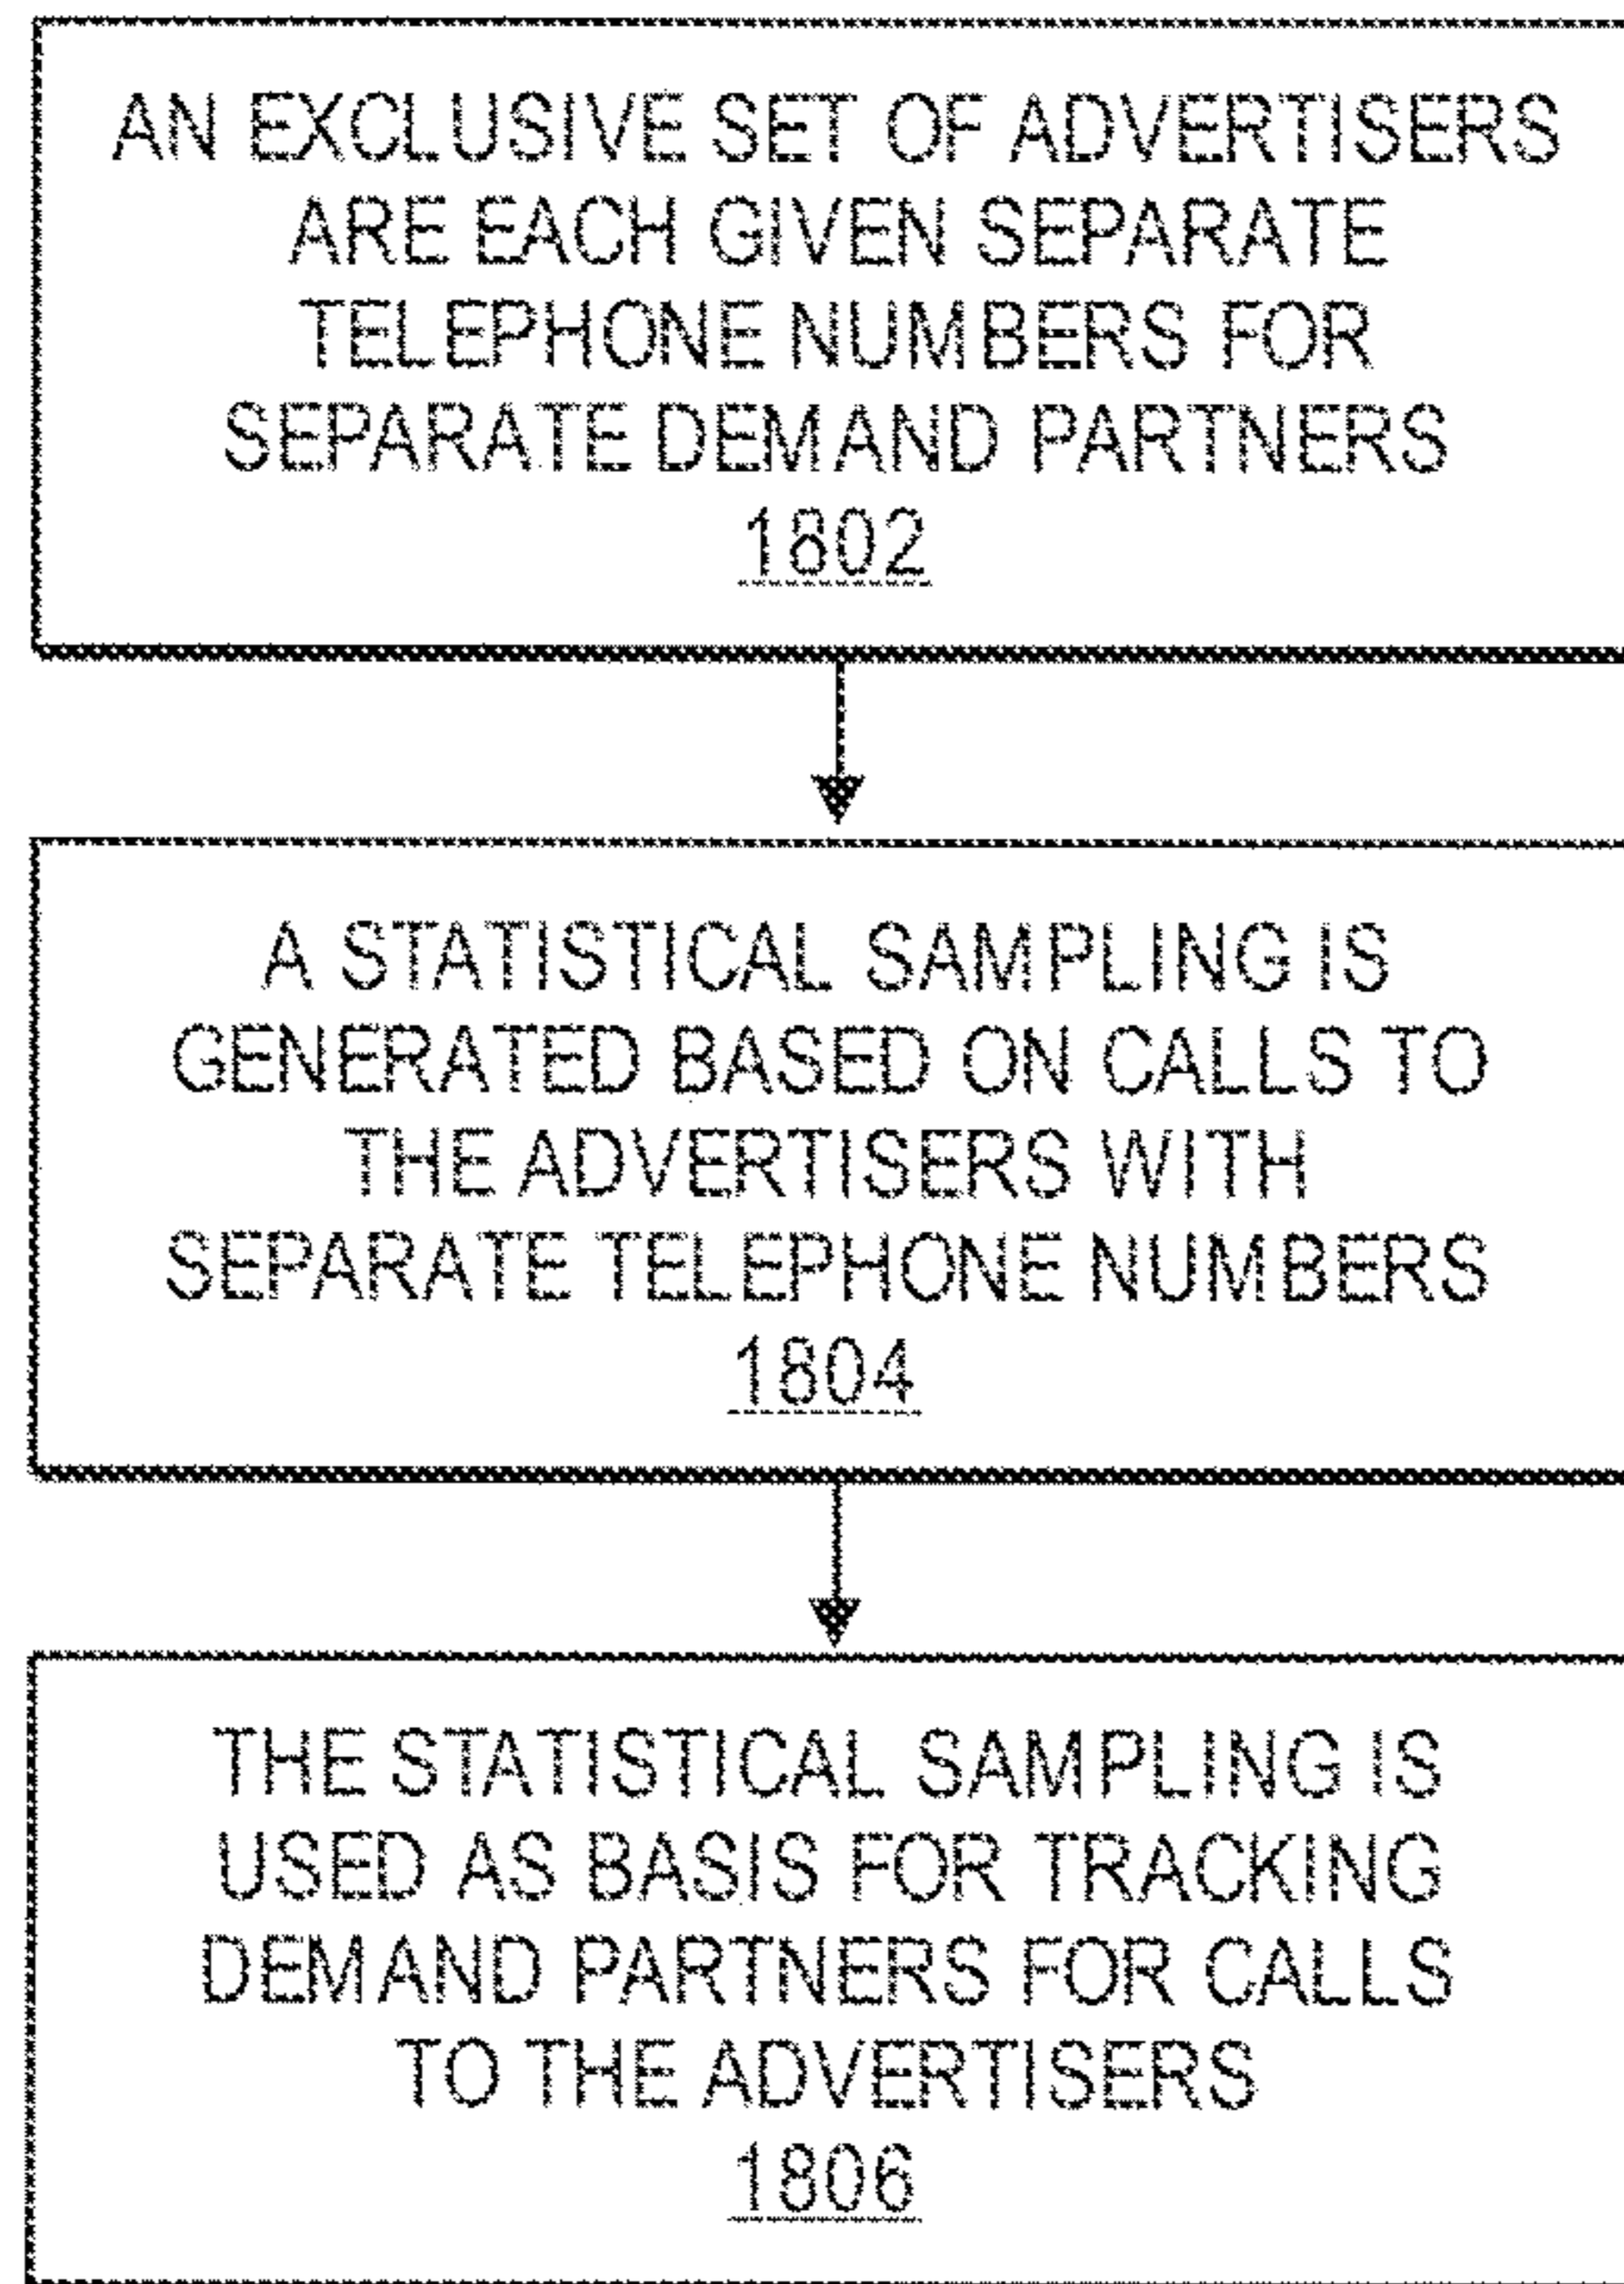 AN EXCLUSIVE SET OF ADVERTISERS
ARE EACH GIVEN SEPARATE
TELEPHONE NUMBERS FOR
SEPARATE DEMAND PARTNERS
1802
A STATISTICAL SAMPLING IS
GENERATED BASED ON CALLS TO
THE ADVERTISERS WITH
SEPARATE TELEPHONE NUMBERS
1804
THE STATISTICAL SAMPLING IS
USED AS BASIS FOR TRACKING
DEMAND PARTNERS FOR CALLS
TO THE ADVERTISERS
1806